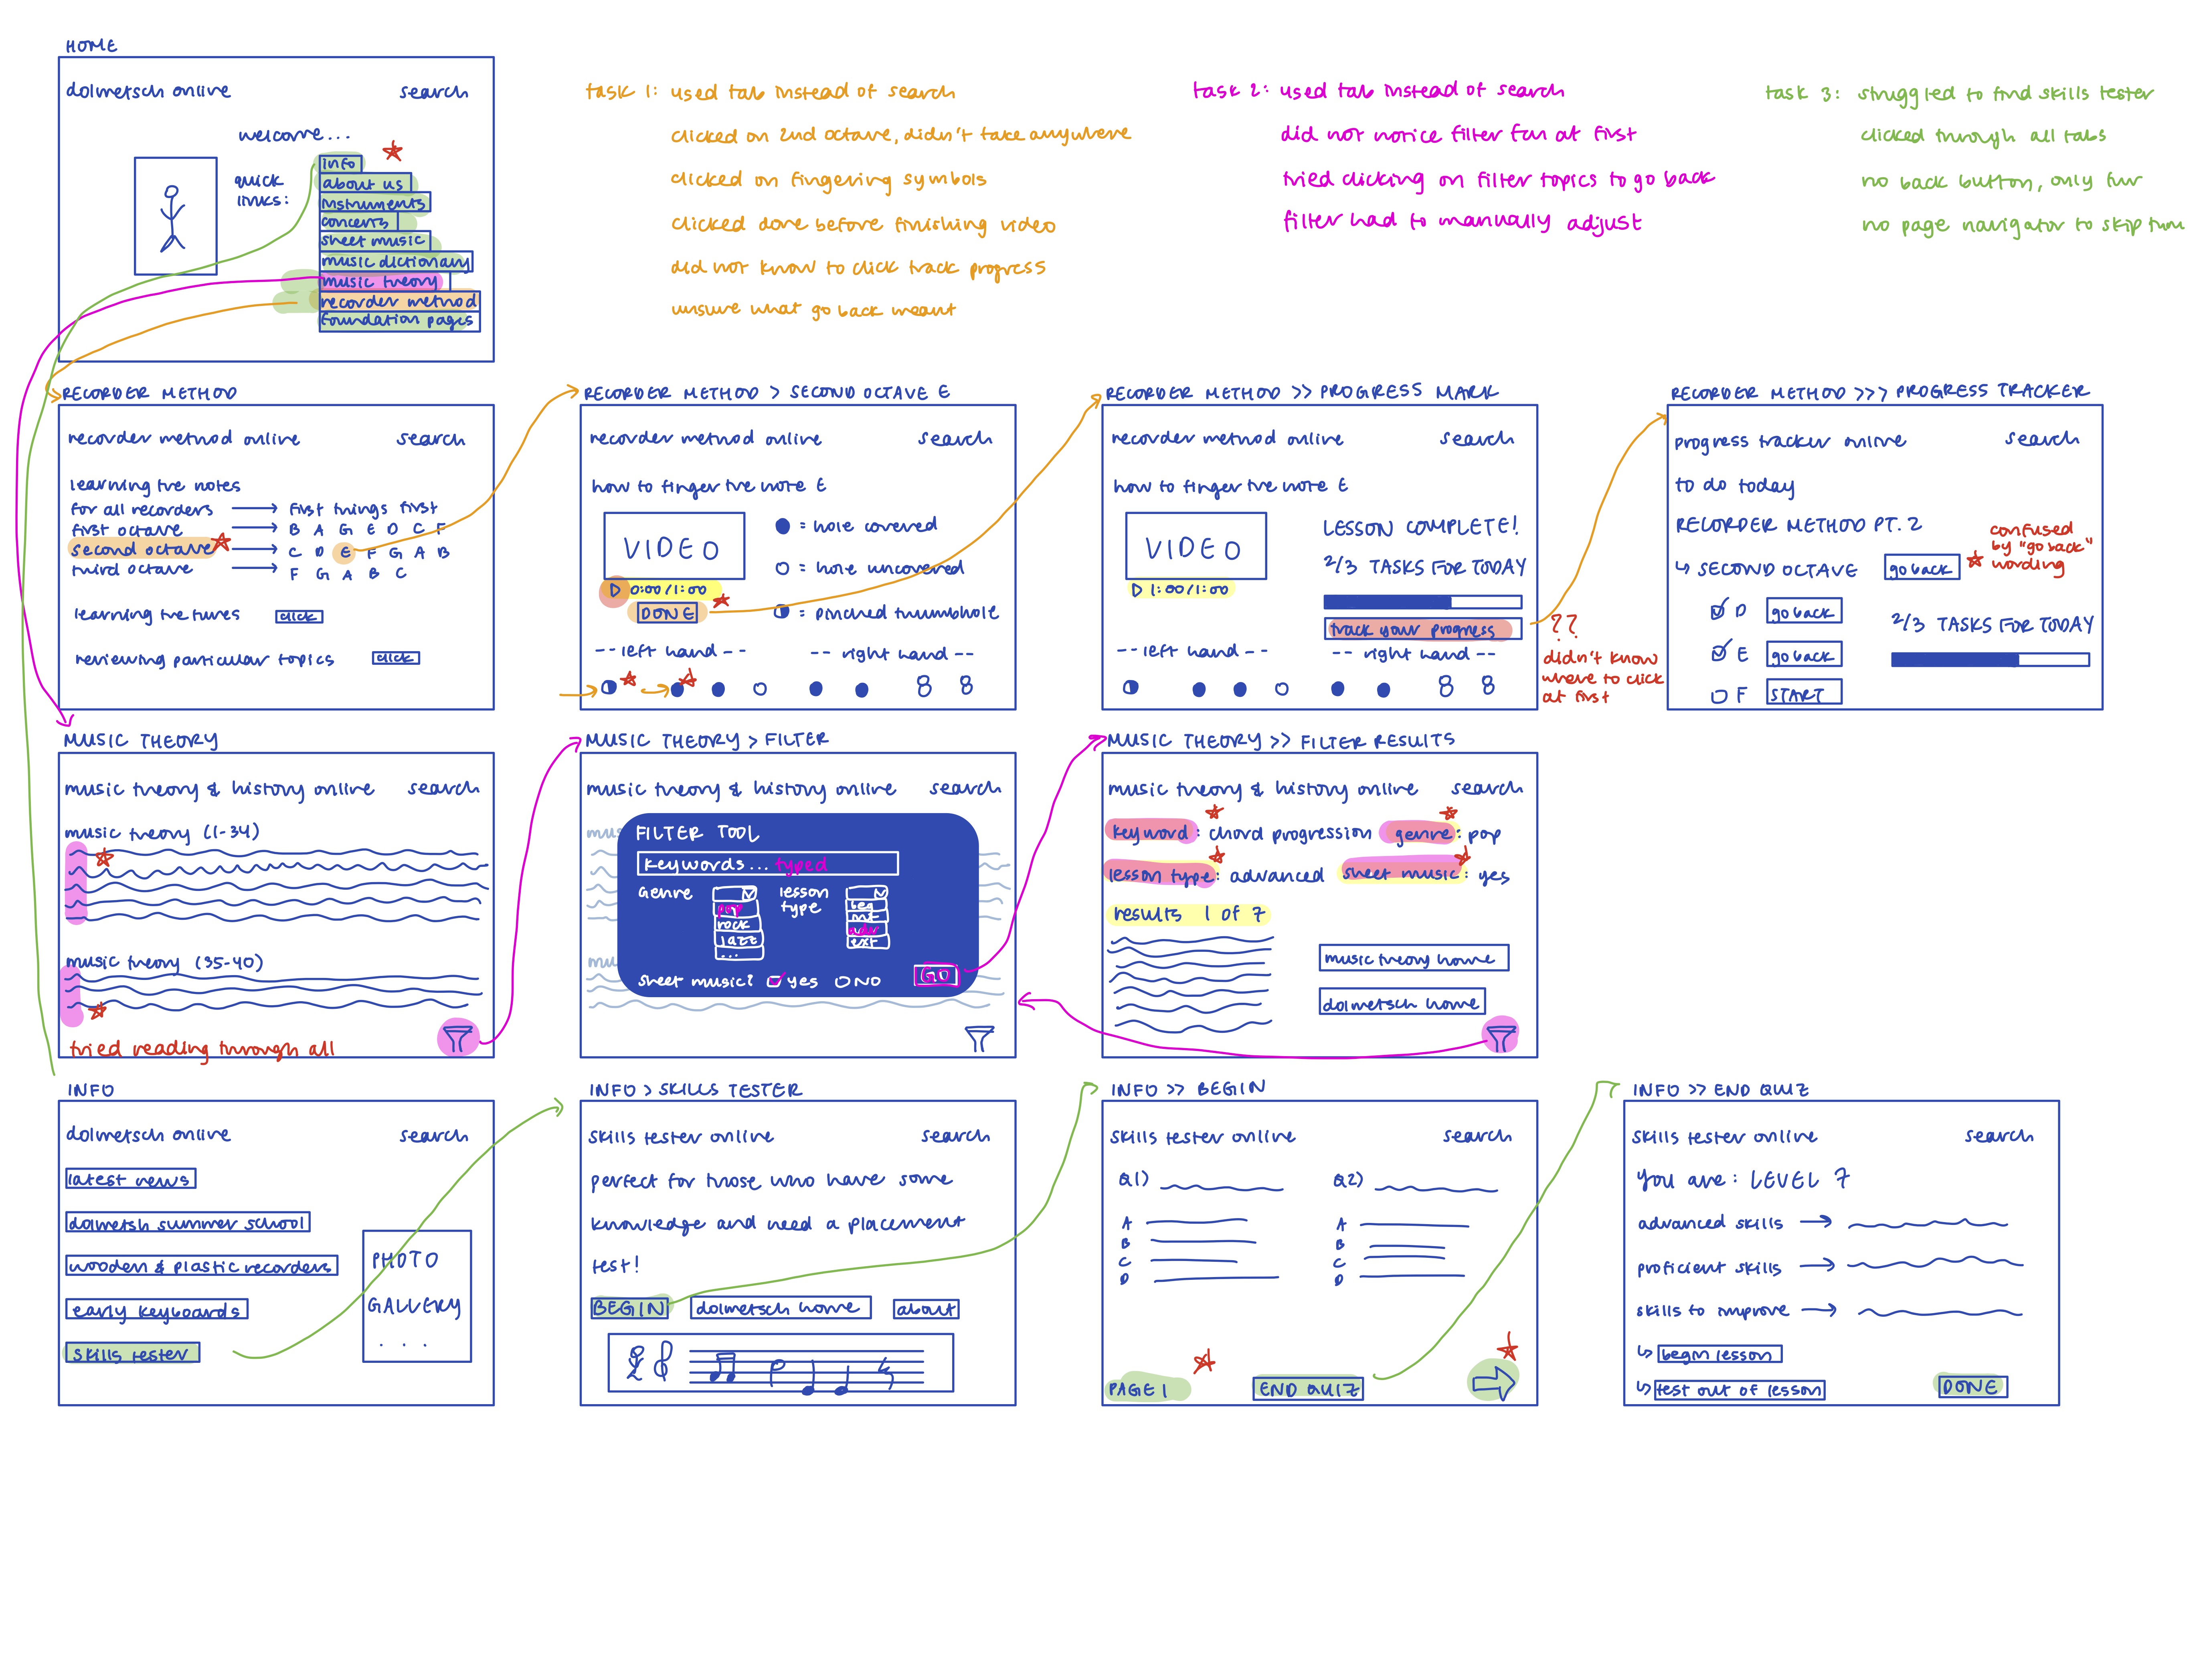 HOME
dolmetsch online search
welcome...
quick links:
info
about us
instruments
concerts
sheet music
music dictionary
music theory
recorder method
foundation pages
task 1: used tab instead of search
clicked on 2nd octave, didn't take anywhere
clicked on fingering symbols
clicked done before finishing video
did not know to click track progress
unsure what go back meant
task 2: used tab instead of search
did not notice filter fun at first
tried clicking on filter topics to go back
filter had to manually adjust
task 3: struggled to find skills tester
clicked through all tabs
no back button, only fwr
no page navigator to skip thru
RECORDER METHOD
recorder method online search
learning the notes
for all recorders → first things first
first octave → B A G E D C F
second octave → C D E F G A B
third octave → F G A B C
learning the tunes click
reviewing particular topics click
RECORDER METHOD > SECOND OCTAVE E
recorder method online search
how to finger the note E
VIDEO
0:00/1:00
DONE
= hole covered
= hole uncovered
= pinched thumbhole
-- left hand -- -- right hand --
RECORDER METHOD >> PROGRESS MARK
recorder method online search
how to finger the note E
VIDEO
1:00/1:00
LESSON COMPLETE!
2/3 TASKS FOR TODAY
track your progress
-- left hand -- -- right hand --
??
didn't know
where to click
at first
RECORDER METHOD >>> PROGRESS TRACKER
progress tracker online search
to do today
RECORDER METHOD PT. 2
↳ SECOND OCTAVE go back
confused
by "go back"
wording
D go back
E go back
F START
2/3 TASKS FOR TODAY
MUSIC THEORY
music theory & history online search
music theory (1-34)
music theory (35-40)
tried reading through all
MUSIC THEORY > FILTER
music theory & history online search
mus
mu
FILTER TOOL
keywords... typed
Genre
pop
rock
jazz
...
lesson type
beg
int
adv
ext
sheet music? yes NO GO
MUSIC THEORY >> FILTER RESULTS
music theory & history online search
keyword: chord progression genre: pop
lesson type: advanced sheet music: yes
results 1 of 7
music theory home
dolmetsch home
INFO
dolmetsch online search
latest news
dolmetsh summer school
wooden & plastic recorders
early keyboards
skills tester
PHOTO
GALLERY
...
INFO > SKILLS TESTER
skills tester online search
perfect for those who have some
knowledge and need a placement
test!
BEGIN dolmetsch home about
INFO >> BEGIN
skills tester online search
Q1) Q2)
A A
B B
C C
D D
PAGE 1 END QUIZ
INFO >> END QUIZ
skills tester online search
you are: LEVEL 7
advanced skills →
proficient skills →
skills to improve →
↳ begin lesson
↳ test out of lesson DONE